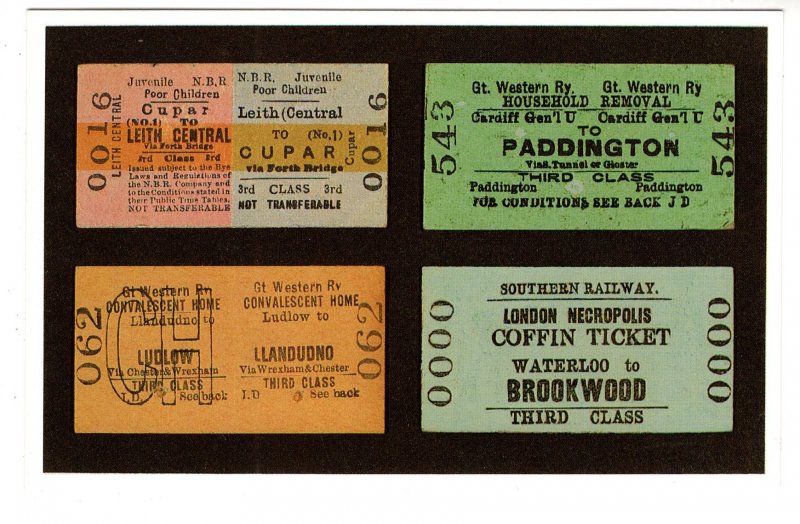 0016
LEITH CENTRAL
Juvenile N.B.R
Poor Children
Cupar
(NO.1) TO
LEITH CENTRAL
Via Forth Bridge
3rd Class 3rd
Issued subject to the Bye
Laws and Regulations of
the N.B.R. Company and
to the Conditions stated in
their Public Time Tables.
NOT TRANSFERABLE
N.B.R. Juvenile
Poor Children
Leith (Central
TO (No,1)
CUPAR
via Forth Bridge
3rd CLASS 3rd
NOT TRANSFERABLE
Cupar
0016
543
Gt. Western Ry. Gt. Western Ry
HOUSEHOLD REMOVAL
Cardiff Gen'l U Cardiff Gen'l U
TO
PADDINGTON
Via S. Tunnel or Gloster
THIRD CLASS
Paddington Paddington
FOR CONDITIONS SEE BACK J D
543
062
Gt Western Ry
CONVALESCENT HOME
Llandudno to
LUDLOW
Via Chester & Wrexham
THIRD CLASS
I.D See back
CH
Gt Western Ry
CONVALESCENT HOME
Ludlow to
LLANDUDNO
Via Wrexham & Chester
THIRD CLASS
I.D See back
062
0000
SOUTHERN RAILWAY.
LONDON NECROPOLIS
COFFIN TICKET
WATERLOO to
BROOKWOOD
THIRD CLASS
0000